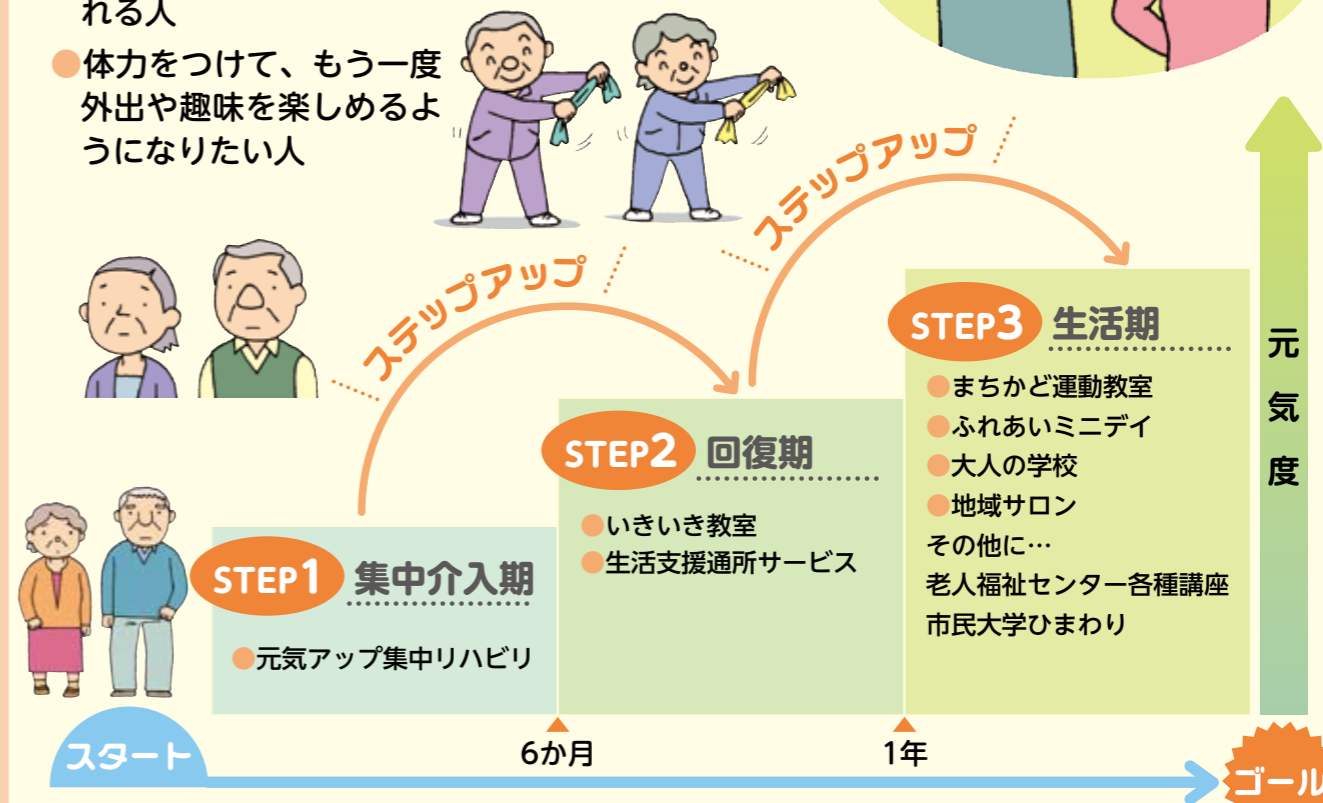 れる人
●体力をつけて、もう一度
外出や趣味を楽しめるよ
うになりたい人
ステップアップ
ステップアップ
元気度
STEP3 生活期
●まちかど運動教室
●ふれあいミニデイ
●大人の学校
●地域サロン
その他に…
老人福祉センター各種講座
市民大学ひまわり
STEP2 回復期
●いきいき教室
●生活支援通所サービス
STEP1 集中介入期
●元気アップ集中リハビリ
スタート
6か月
1年
ゴール